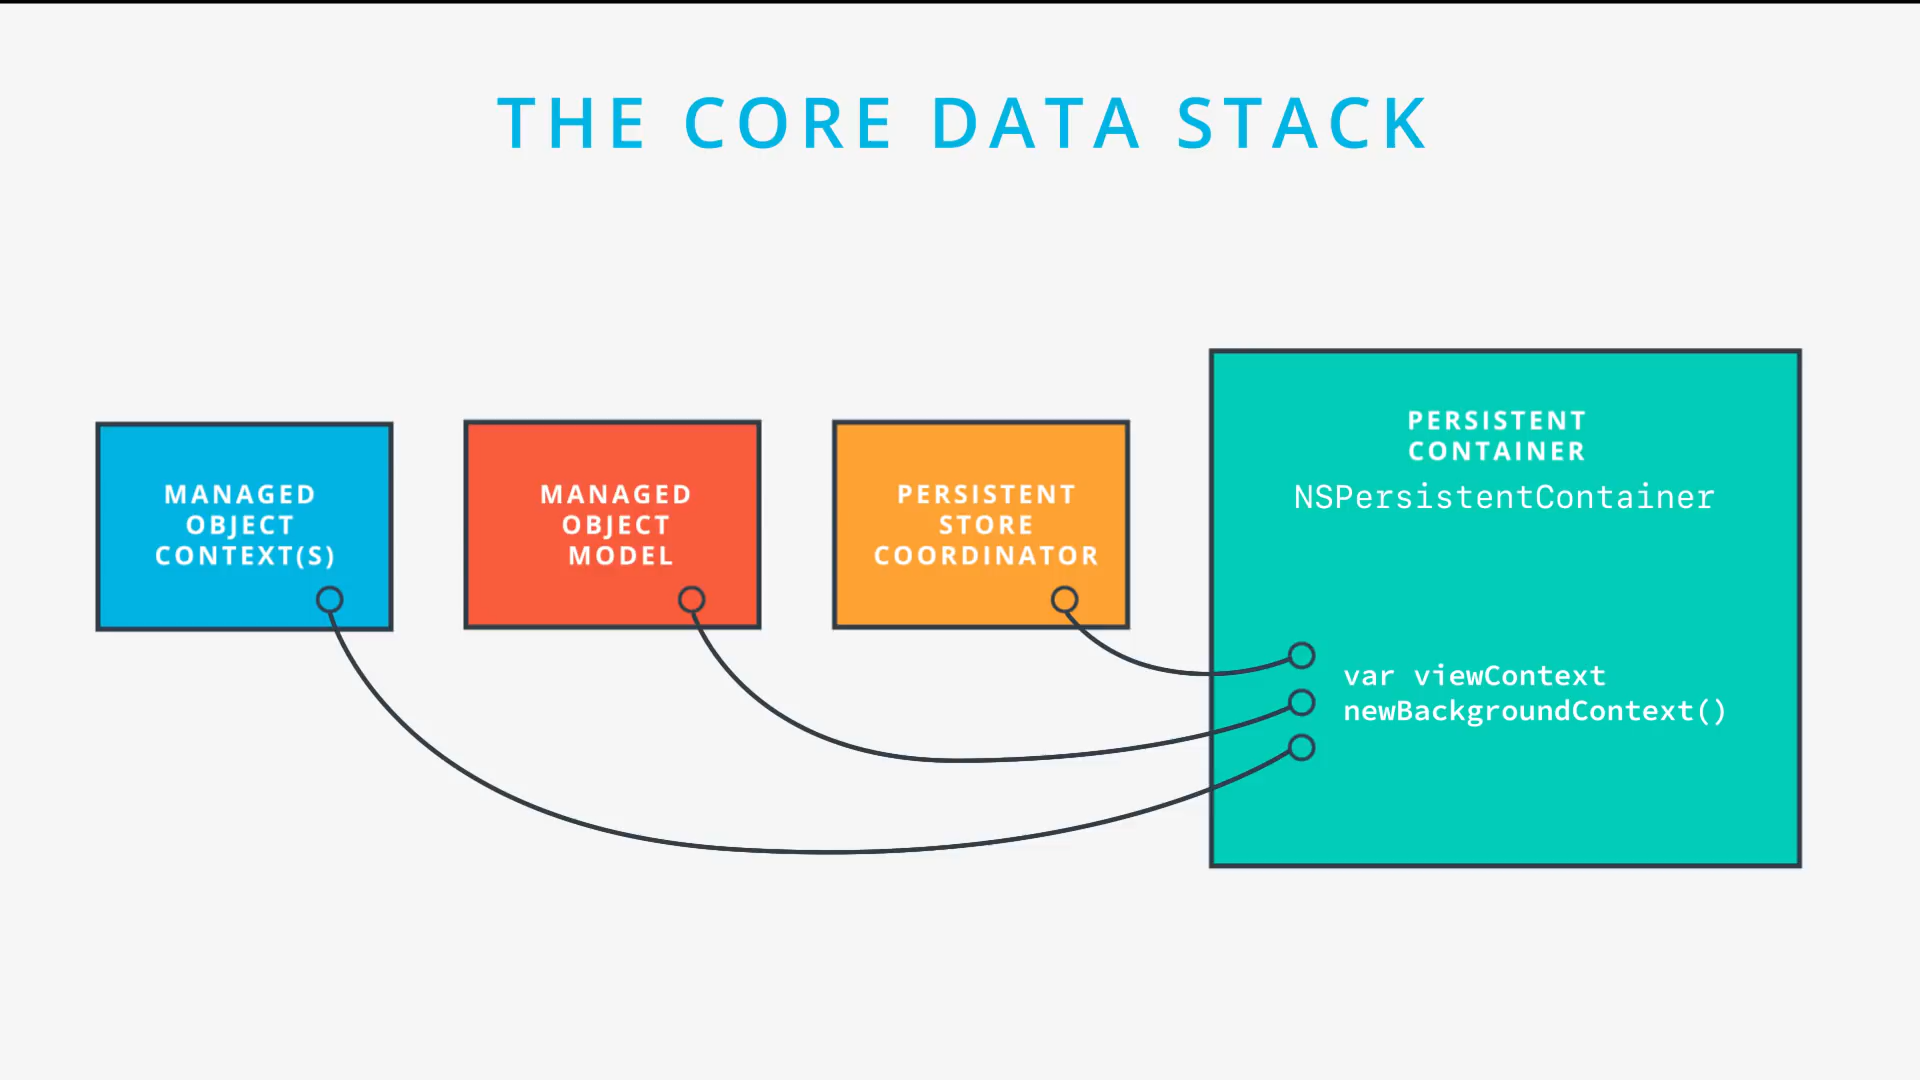 THE CORE DATA STACK
MANAGED
OBJECT
CONTEXT(S)
MANAGED
OBJECT
MODEL
PERSISTENT
STORE
COORDINATOR
PERSISTENT
CONTAINER
NSPersistentContainer
var viewContext
newBackgroundContext()